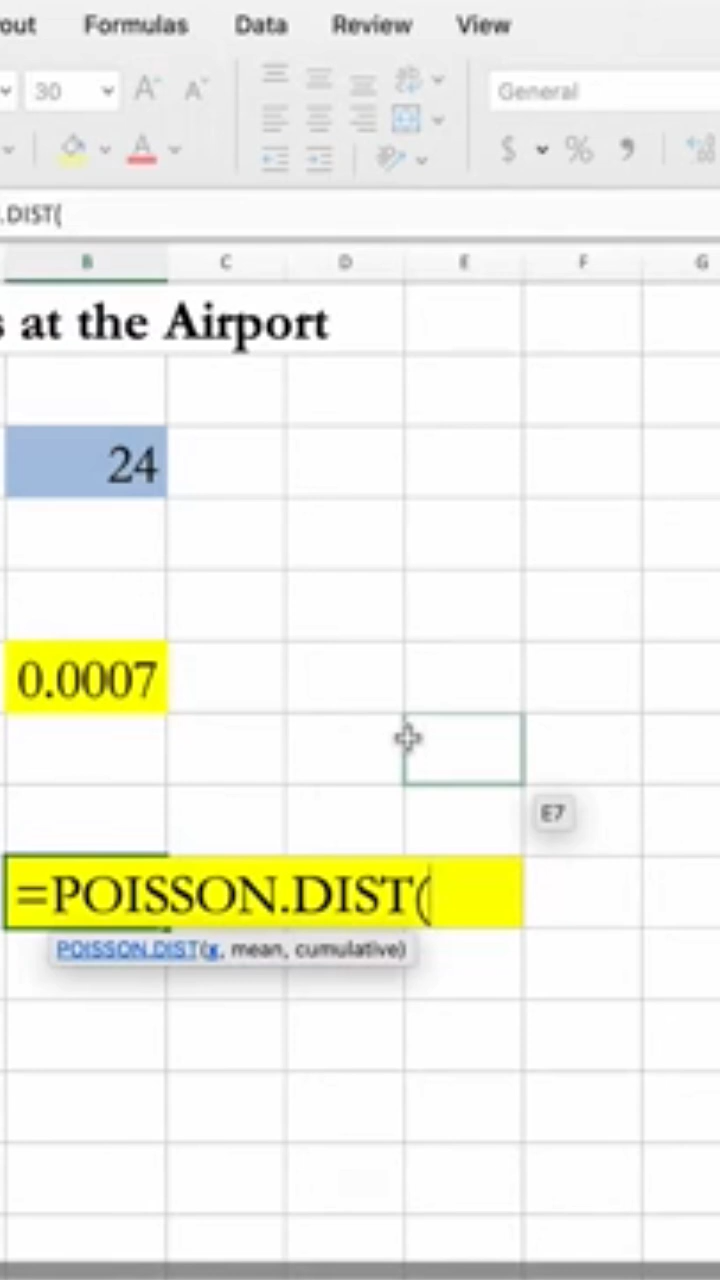 out Formulas Data Review View
30 A A General
A $ % 9
.DIST(
B C D E F G
s at the Airport
24
0.0007
E7
=POISSON.DIST(
POISSON.DIST(x, mean, cumulative)